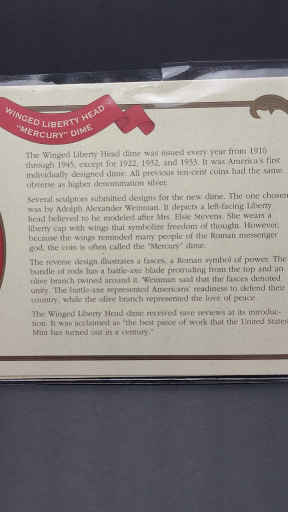 WINGED LIBERTY HEAD
"MERCURY" DIME
The Winged Liberty Head dime was issued every year from 1916
through 1945, except for 1922, 1932, and 1933. It was America's first
individually designed dime. All previous ten-cent coins had the same
obverse as higher denomination silver.
Several sculptors submitted designs for the new dime. The one chosen
was by Adolph Alexander Weinman. It depicts a left-facing Liberty
head believed to be modeled after Mrs. Elsie Stevens. She wears a
liberty cap with wings that symbolize freedom of thought. However,
because the wings reminded many people of the Roman messenger
god, the coin is often called the "Mercury" dime.
The reverse design illustrates a fasces, a Roman symbol of power. The
bundle of rods has a battle-axe blade protruding from the top and an
olive branch twined around it. Weinman said that the fasces denoted
unity. The battle-axe represented Americans' readiness to defend their
country, while the olive branch represented the love of peace.
The Winged Liberty Head dime received rave reviews at its introduc-
tion. It was acclaimed as "the best piece of work that the United States
Mint has turned out in a century."